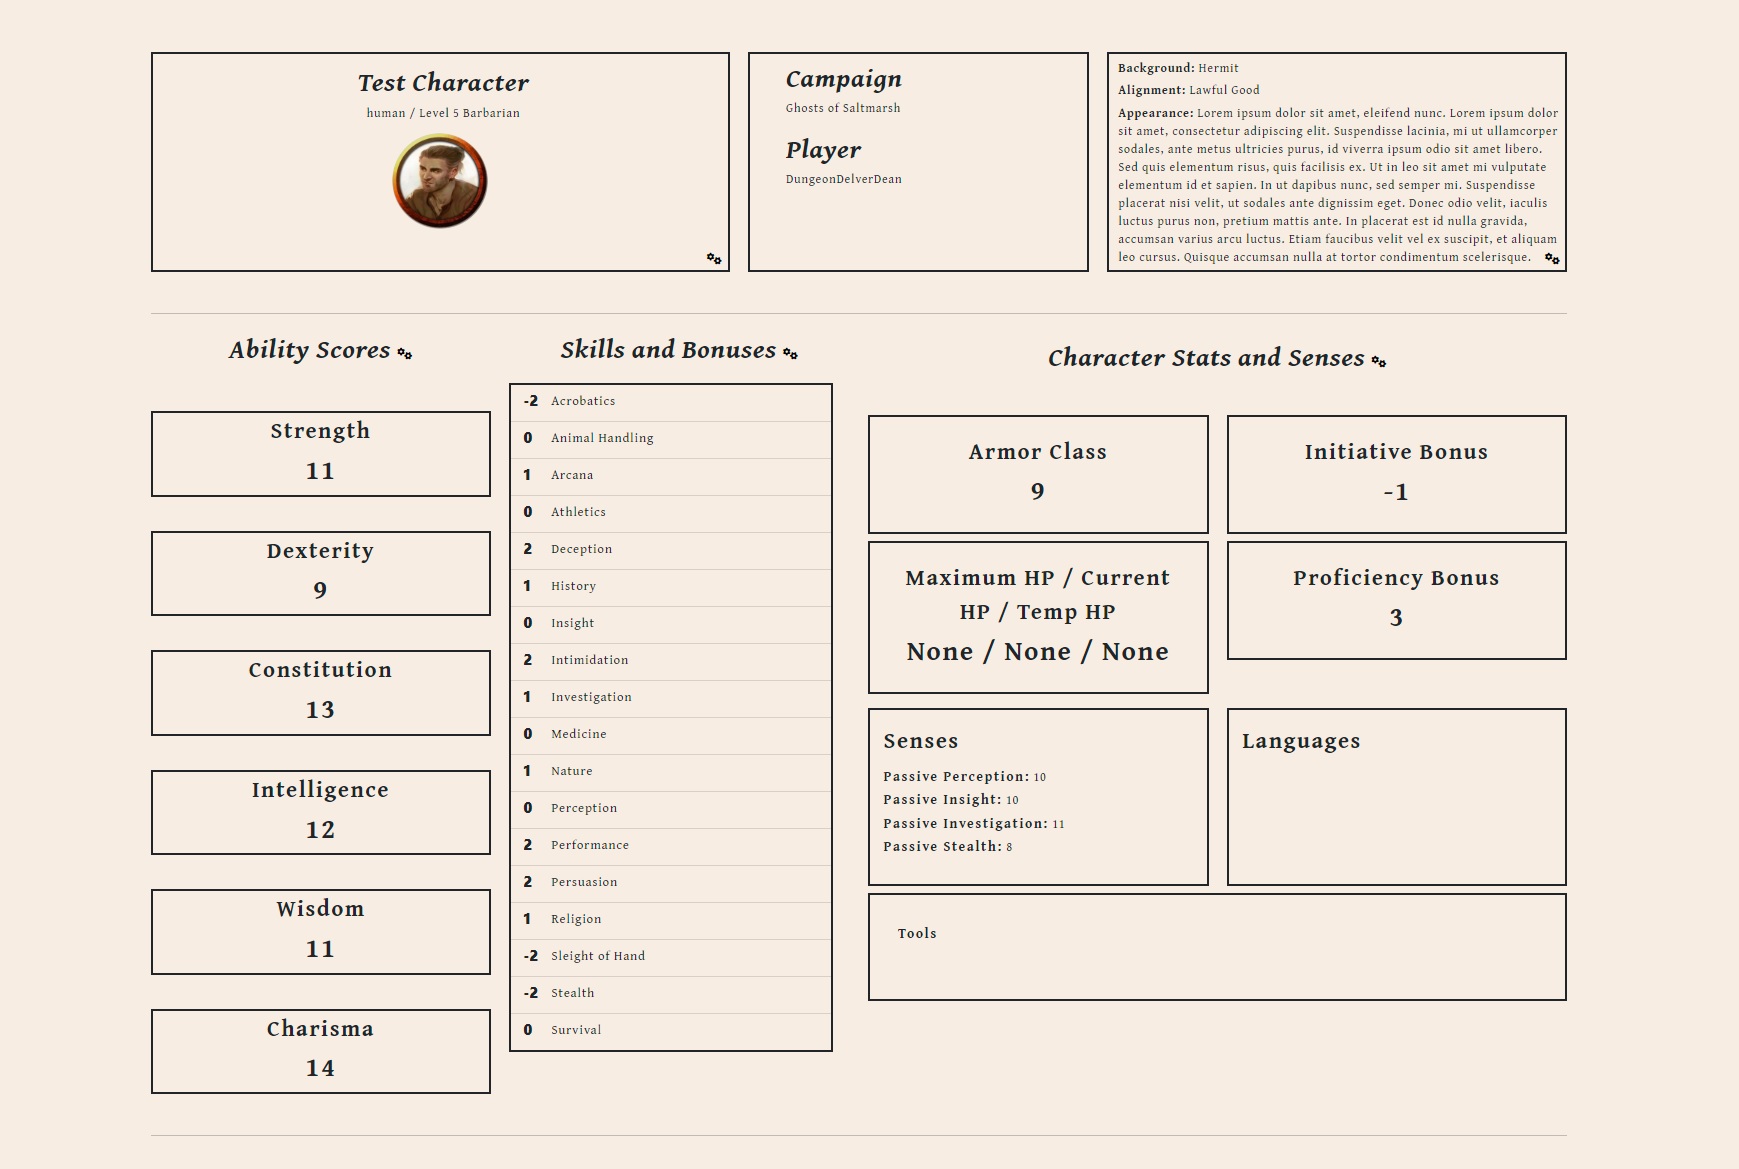 Test Character
human / Level 5 Barbarian
Campaign
Ghosts of Saltmarsh
Player
DungeonDelverDean
Background: Hermit
Alignment: Lawful Good
Appearance: Lorem ipsum dolor sit amet, eleifend nunc. Lorem ipsum dolor
sit amet, consectetur adipiscing elit. Suspendisse lacinia, mi ut ullamcorper
sodales, ante metus ultricies purus, id viverra ipsum odio sit amet libero.
Sed quis elementum risus, quis facilisis ex. Ut in leo sit amet mi vulputate
elementum id et sapien. In ut dapibus nunc, sed semper mi. Suspendisse
placerat nisi velit, ut sodales ante dignissim eget. Donec odio velit, iaculis
luctus purus non, pretium mattis ante. In placerat est id nulla gravida,
accumsan varius arcu luctus. Etiam faucibus velit vel ex suscipit, et aliquam
leo cursus. Quisque accumsan nulla at tortor condimentum scelerisque.
Ability Scores
Strength
11
Dexterity
9
Constitution
13
Intelligence
12
Wisdom
11
Charisma
14
Skills and Bonuses
-2 Acrobatics
0 Animal Handling
1 Arcana
0 Athletics
2 Deception
1 History
0 Insight
2 Intimidation
1 Investigation
0 Medicine
1 Nature
0 Perception
2 Performance
2 Persuasion
1 Religion
-2 Sleight of Hand
-2 Stealth
0 Survival
Character Stats and Senses
Armor Class
9
Initiative Bonus
-1
Maximum HP / Current
HP / Temp HP
None / None / None
Proficiency Bonus
3
Senses
Passive Perception: 10
Passive Insight: 10
Passive Investigation: 11
Passive Stealth: 8
Languages
Tools